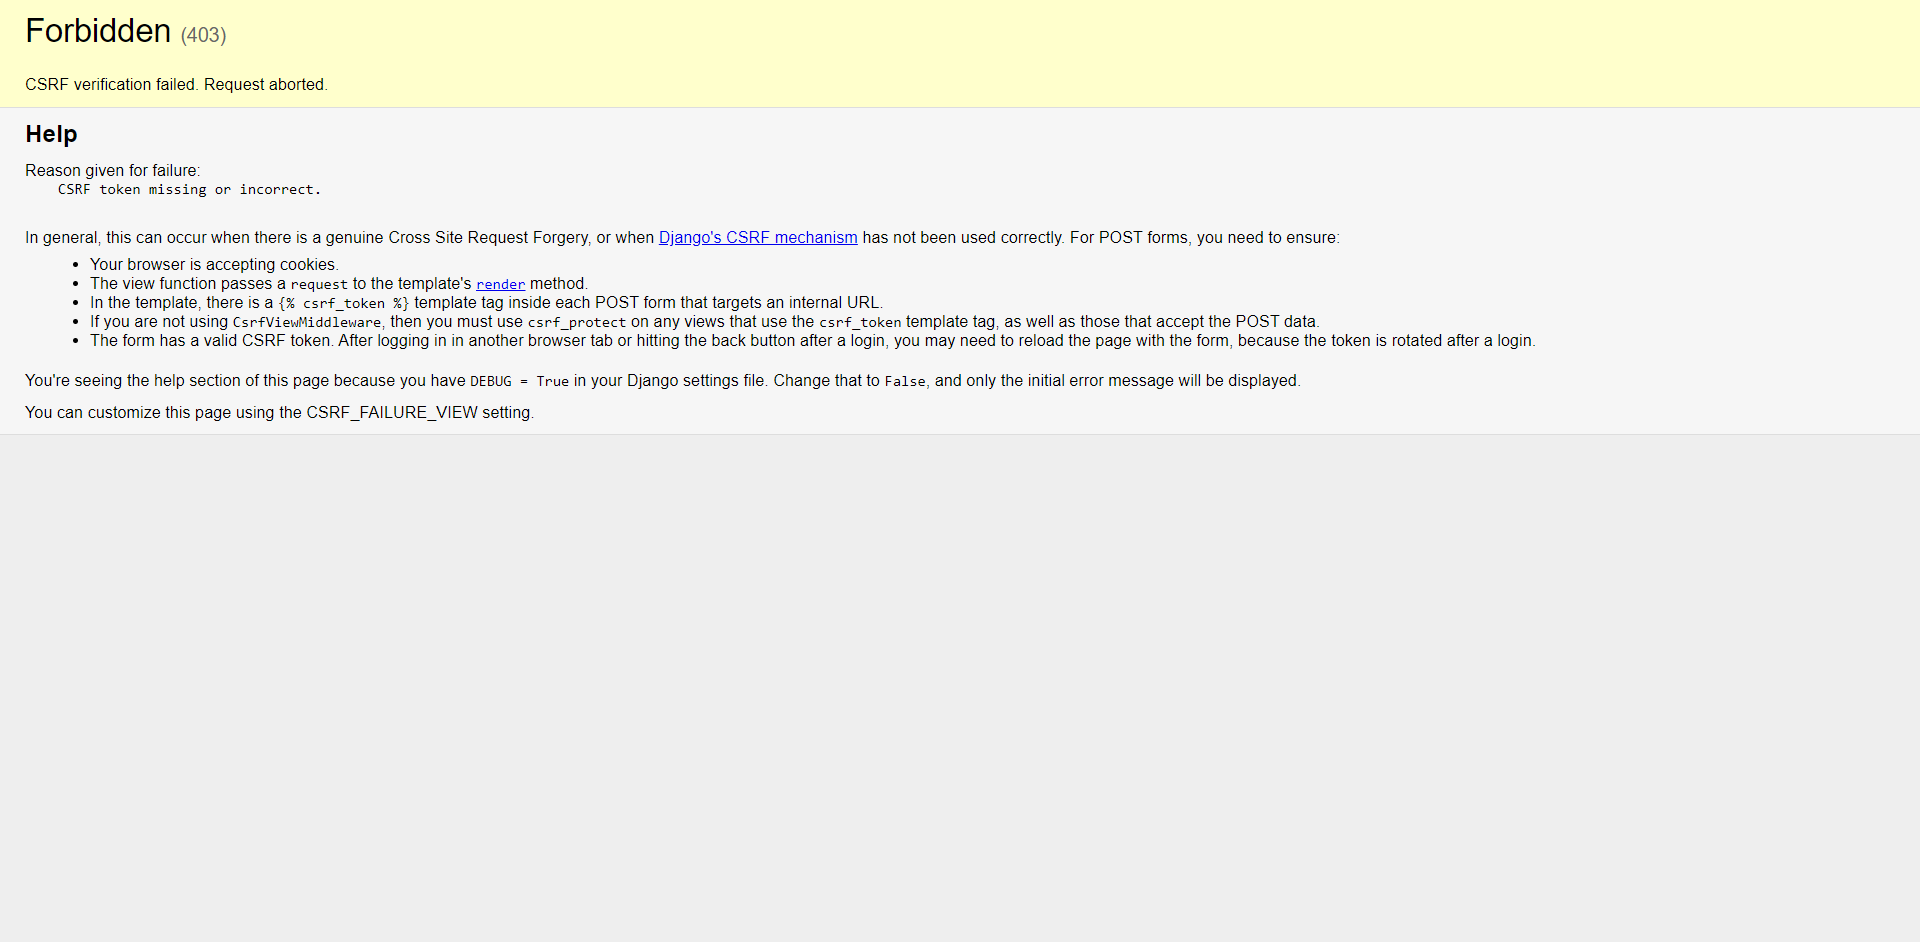 Forbidden (403)
CSRF verification failed. Request aborted.
Help
Reason given for failure:
CSRF token missing or incorrect.
In general, this can occur when there is a genuine Cross Site Request Forgery, or when Django's CSRF mechanism has not been used correctly. For POST forms, you need to ensure:
• Your browser is accepting cookies.
• The view function passes a request to the template's render method.
• In the template, there is a {% csrf_token %} template tag inside each POST form that targets an internal URL.
• If you are not using CsrfViewMiddleware, then you must use csrf_protect on any views that use the csrf_token template tag, as well as those that accept the POST data.
• The form has a valid CSRF token. After logging in in another browser tab or hitting the back button after a login, you may need to reload the page with the form, because the token is rotated after a login.
You're seeing the help section of this page because you have DEBUG = True in your Django settings file. Change that to False, and only the initial error message will be displayed.
You can customize this page using the CSRF_FAILURE_VIEW setting.